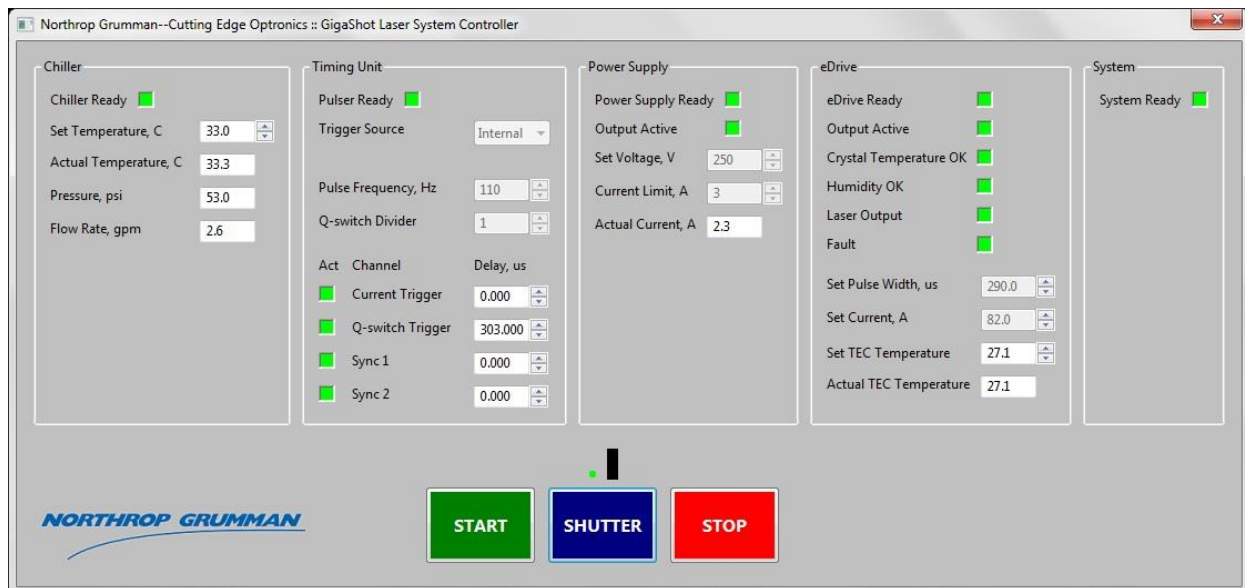 Northrop Grumman--Cutting Edge Optronics :: GigaShot Laser System Controller
Chiller
Chiller Ready
Set Temperature, C 33.0
Actual Temperature, C 33.3
Pressure, psi 53.0
Flow Rate, gpm 2.6
Timing Unit
Pulser Ready
Trigger Source Internal
Pulse Frequency, Hz 110
Q-switch Divider 1
Act Channel Delay, us
Current Trigger 0.000
Q-switch Trigger 303.000
Sync 1 0.000
Sync 2 0.000
Power Supply
Power Supply Ready
Output Active
Set Voltage, V 250
Current Limit, A 3
Actual Current, A 2.3
eDrive
eDrive Ready
Output Active
Crystal Temperature OK
Humidity OK
Laser Output
Fault
Set Pulse Width, us 290.0
Set Current, A 82.0
Set TEC Temperature 27.1
Actual TEC Temperature 27.1
System
System Ready
NORTHROP GRUMMAN
START
SHUTTER
STOP